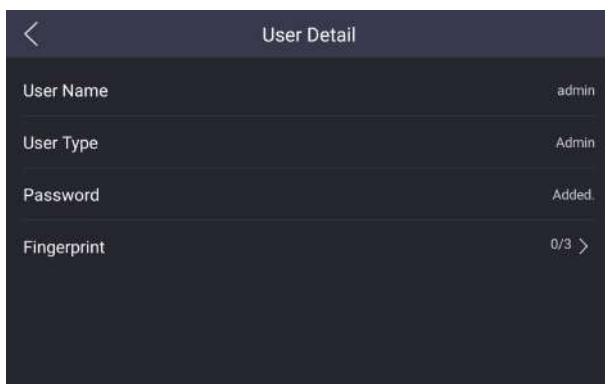 User Detail
User Name admin
User Type Admin
Password Added.
Fingerprint 0/3